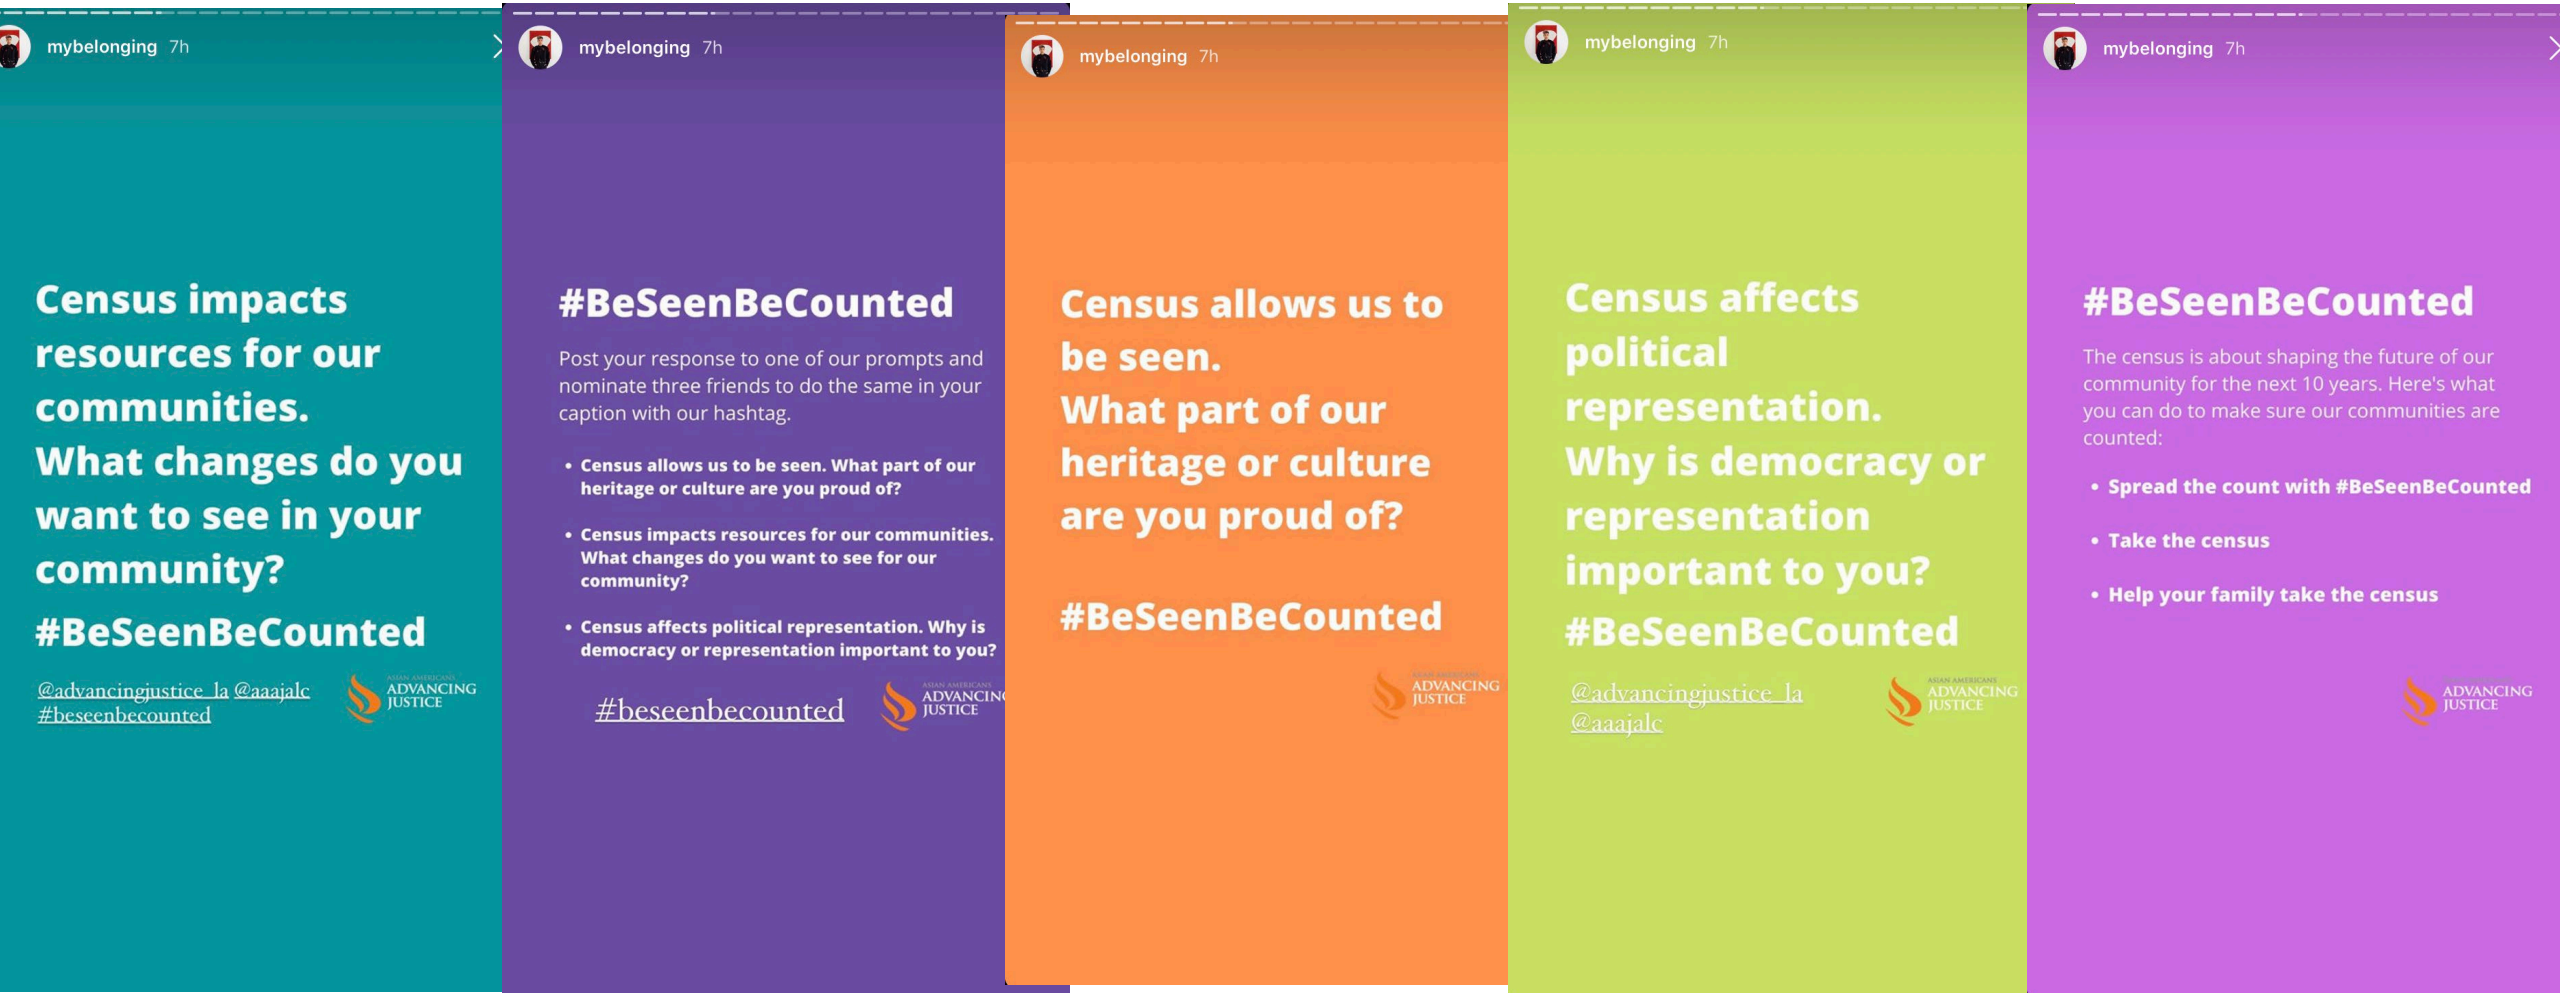 mybelonging 7h
Census impacts
resources for our
communities.
What changes do you
want to see in your
community?
#BeSeenBeCounted
@advancingjustice_la @aaajalc
#beseenbecounted
ASIAN AMERICANS
ADVANCING
JUSTICE
mybelonging 7h
#BeSeenBeCounted
Post your response to one of our prompts and
nominate three friends to do the same in your
caption with our hashtag.
• Census allows us to be seen. What part of our
heritage or culture are you proud of?
• Census impacts resources for our communities.
What changes do you want to see for our
community?
• Census affects political representation. Why is
democracy or representation important to you?
#beseenbecounted
ASIAN AMERICANS
ADVANCING
JUSTICE
mybelonging 7h
Census allows us to
be seen.
What part of our
heritage or culture
are you proud of?
#BeSeenBeCounted
ASIAN AMERICANS
ADVANCING
JUSTICE
mybelonging 7h
Census affects
political
representation.
Why is democracy or
representation
important to you?
#BeSeenBeCounted
@advancingjustice_la
@aaajalc
ASIAN AMERICANS
ADVANCING
JUSTICE
mybelonging 7h
#BeSeenBeCounted
The census is about shaping the future of our
community for the next 10 years. Here's what
you can do to make sure our communities are
counted:
• Spread the count with #BeSeenBeCounted
• Take the census
• Help your family take the census
ADVANCING
JUSTICE